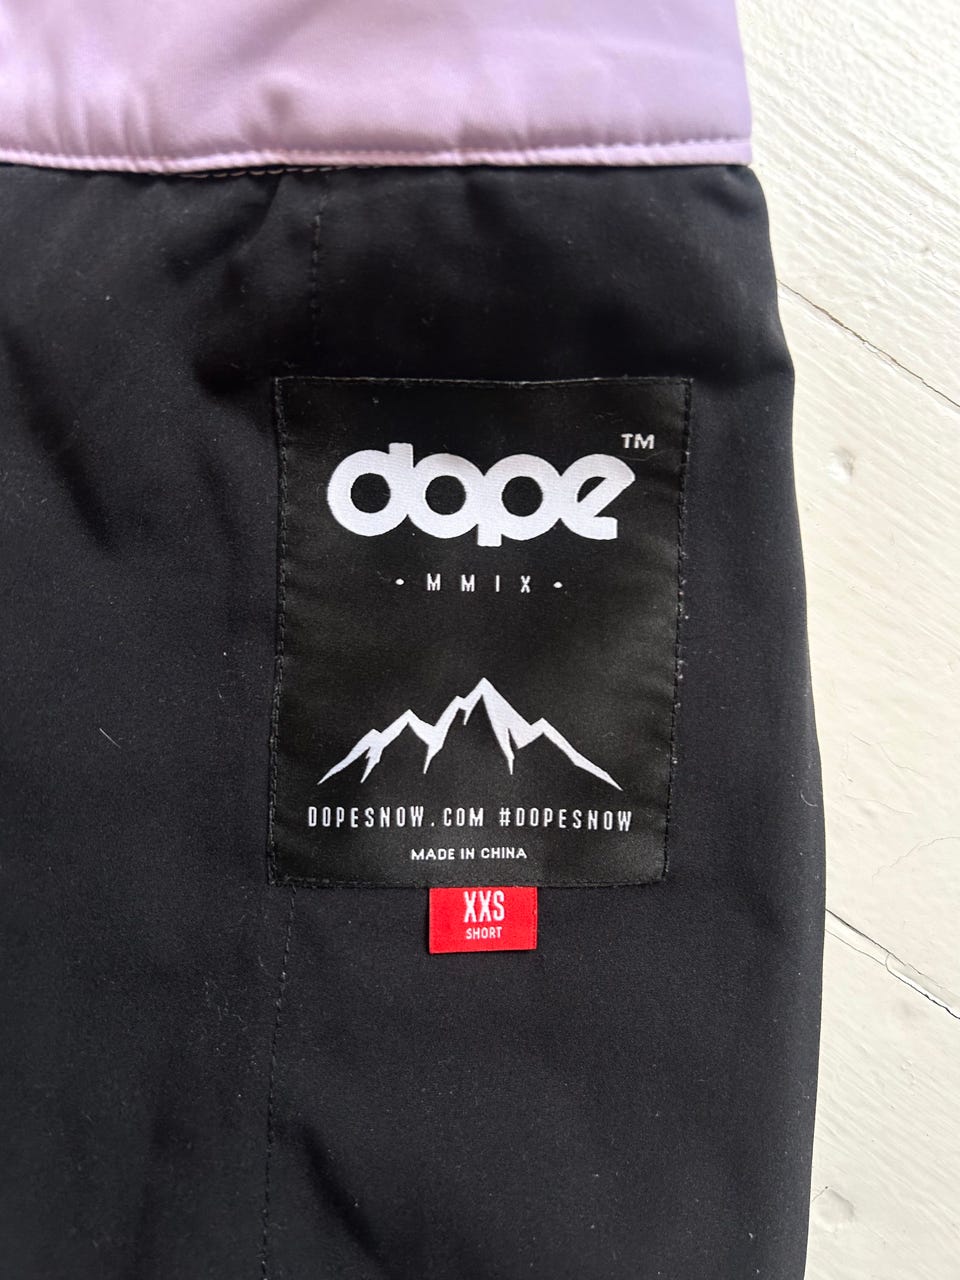 dope™
· MMIX ·
DOPESNOW.COM #DOPESNOW
MADE IN CHINA
XXS
SHORT